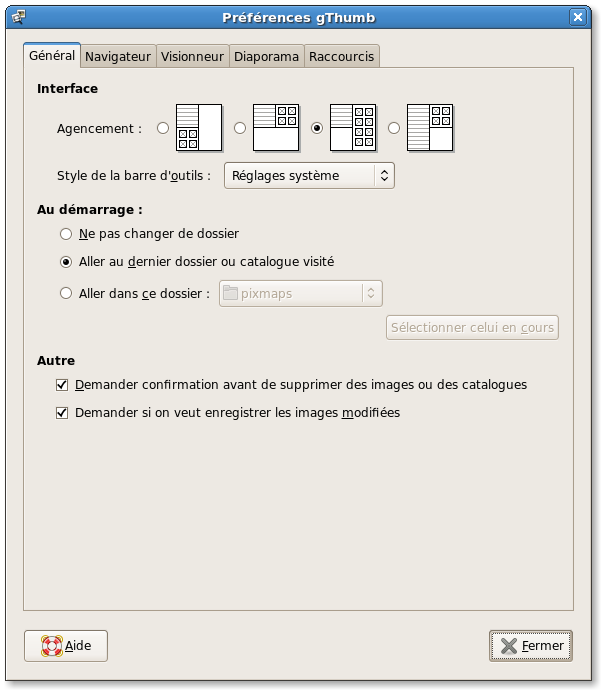 Préférences gThumb
Général Navigateur Visionneur Diaporama Raccourcis
Interface
Agencement :
Style de la barre d'outils : Réglages système
Au démarrage :
Ne pas changer de dossier
Aller au dernier dossier ou catalogue visité
Aller dans ce dossier : pixmaps
Sélectionner celui en cours
Autre
Demander confirmation avant de supprimer des images ou des catalogues
Demander si on veut enregistrer les images modifiées
Aide Fermer